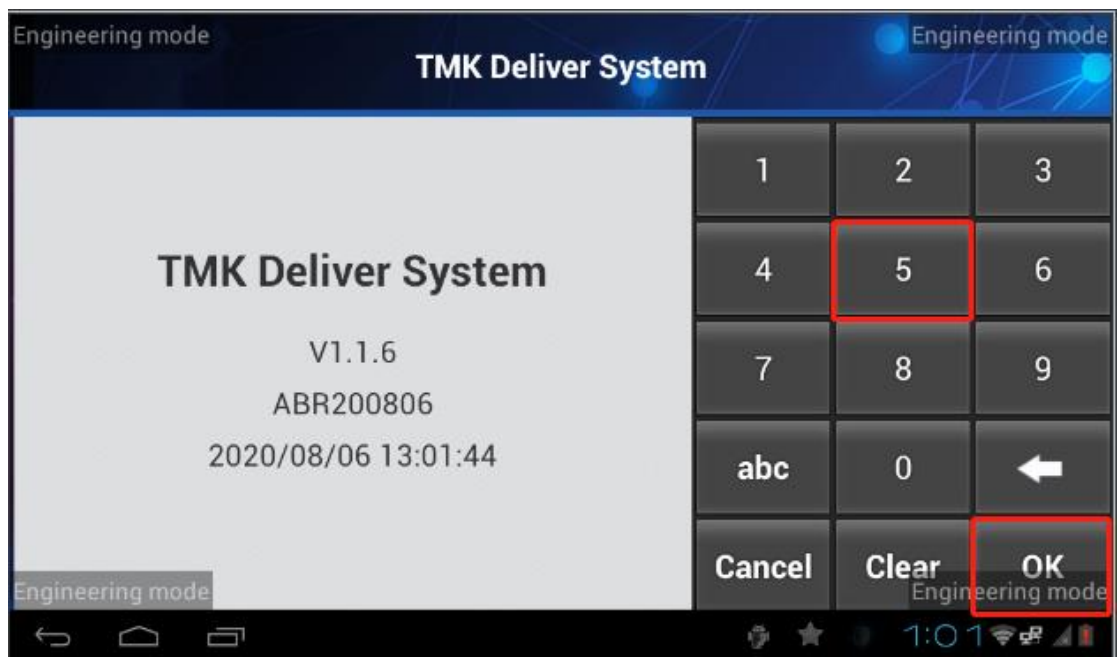 Engineering mode
Engineering mode
TMK Deliver System
TMK Deliver System
V1.1.6
ABR200806
2020/08/06 13:01:44
1 2 3
4 5 6
7 8 9
abc 0
Cancel Clear OK
Engineering mode
Engineering mode
1:01